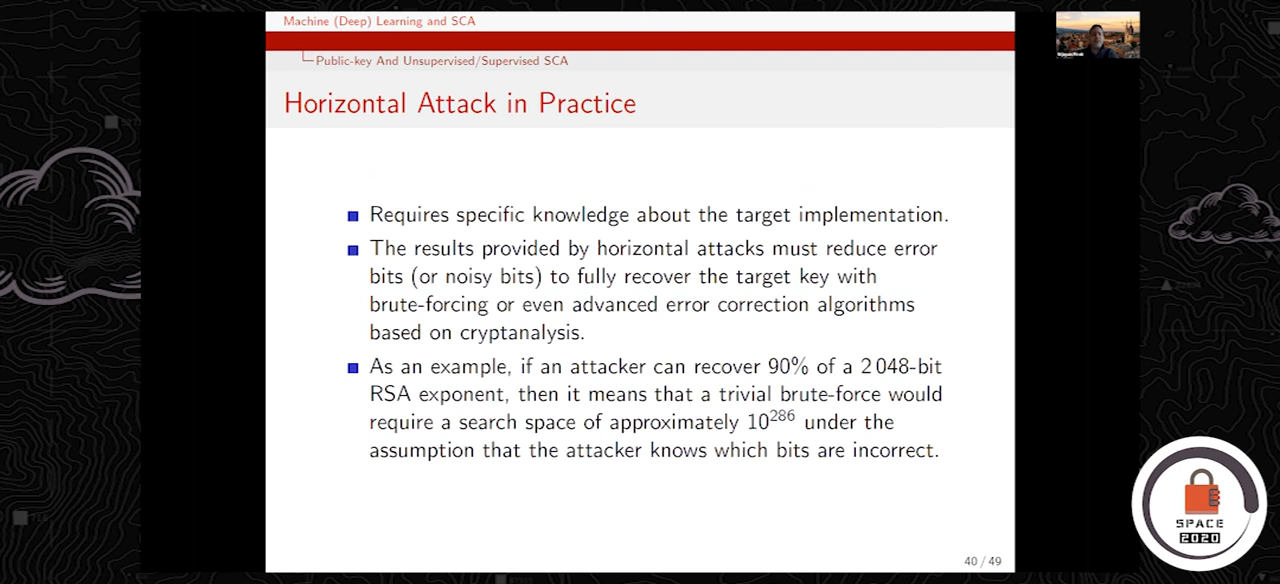 Machine (Deep) Learning and SCA
Public-key And Unsupervised/Supervised SCA
Horizontal Attack in Practice
Requires specific knowledge about the target implementation.
The results provided by horizontal attacks must reduce error
bits (or noisy bits) to fully recover the target key with
brute-forcing or even advanced error correction algorithms
based on cryptanalysis.
As an example, if an attacker can recover 90% of a 2 048-bit
RSA exponent, then it means that a trivial brute-force would
require a search space of approximately 10^286 under the
assumption that the attacker knows which bits are incorrect.
40 / 49
SPACE
2020